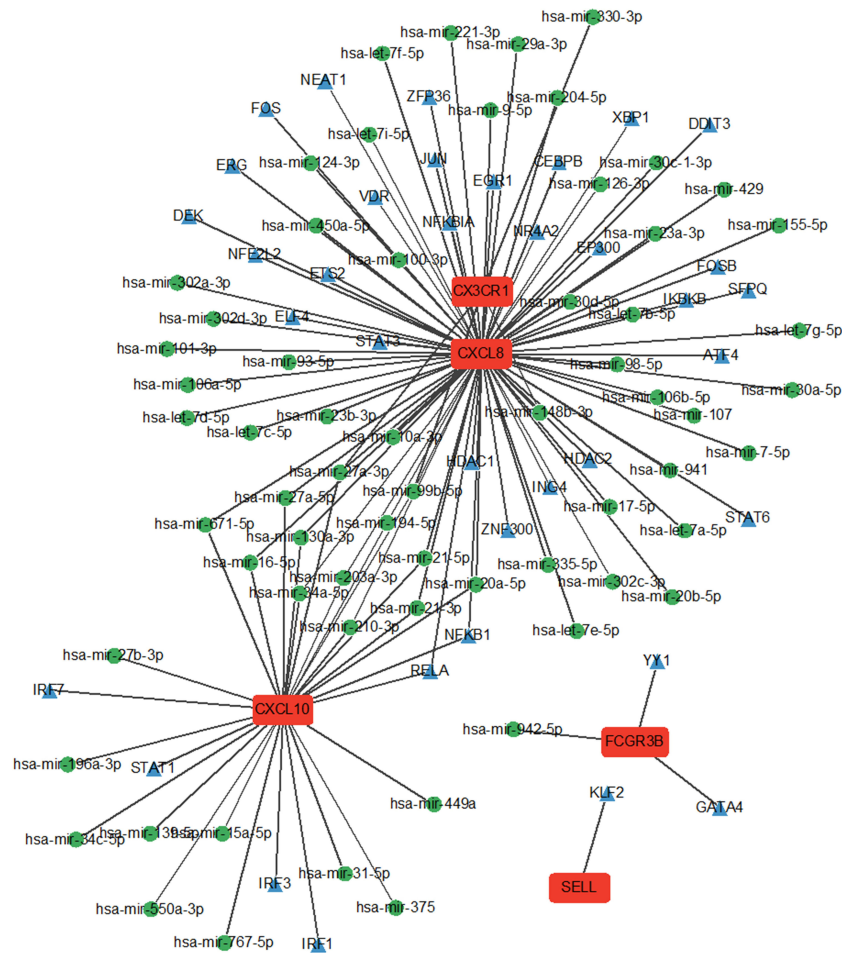 hsa-mir-330-3p
hsa-mir-221-3p
hsa-mir-29a-3p
hsa-let-7f-5p
NEAT1
ZFP36
hsa-mir-204-5p
FOS
hsa-mir-9-5p
XBP1
DDIT3
hsa-let-7i-5p
hsa-mir-124-3p
JUN
CEBPB
hsa-mir-30c-1-3p
ERG
EGR1
hsa-mir-126-3p
hsa-mir-429
VDR
DEK
hsa-mir-450a-5p
NFKBIA
NR4A2
hsa-mir-23a-3p
hsa-mir-155-5p
NFE2L2
EP300
hsa-mir-100-3p
ETS2
FOSB
hsa-mir-302a-3p
CX3CR1
SFPQ
hsa-mir-30d-5p
IKBKB
hsa-mir-302d-3p
ELF4
hsa-let-7b-5p
hsa-let-7g-5p
STAT3
hsa-mir-101-3p
CXCL8
ATF4
hsa-mir-93-5p
hsa-mir-98-5p
hsa-mir-106a-5p
hsa-mir-30a-5p
hsa-mir-106b-5p
hsa-let-7d-5p
hsa-mir-23b-3p
hsa-mir-148b-3p
hsa-mir-107
hsa-let-7c-5p
hsa-mir-10a-3p
hsa-mir-7-5p
HDAC1
HDAC2
hsa-mir-27a-3p
hsa-mir-941
ING4
hsa-mir-99b-5p
hsa-mir-27a-5p
hsa-mir-17-5p
STAT6
hsa-mir-671-5p
hsa-mir-194-5p
ZNF300
hsa-let-7a-5p
hsa-mir-130a-3p
hsa-mir-16-5p
hsa-mir-21-5p
hsa-mir-335-5p
hsa-mir-203a-3p
hsa-mir-20a-5p
hsa-mir-302c-3p
hsa-mir-34a-5p
hsa-mir-20b-5p
hsa-mir-21-3p
hsa-mir-210-3p
NFKB1
hsa-let-7e-5p
hsa-mir-27b-3p
YY1
RELA
IRF7
CXCL10
hsa-mir-942-5p
FCGR3B
hsa-mir-196a-3p
STAT1
KLF2
hsa-mir-449a
GATA4
hsa-mir-34c-5p
hsa-mir-139-5p
hsa-mir-15a-5p
hsa-mir-31-5p
IRF3
SELL
hsa-mir-550a-3p
hsa-mir-375
hsa-mir-767-5p
IRF1